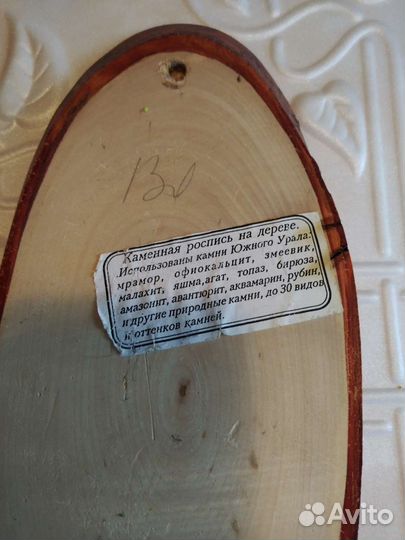 Каменная роспись на дереве.
Использованы камни Южного Урала:
мрамор, офиокальцит, змеевик,
малахит, яшма, агат, топаз, бирюза,
амазонит, авантюрит, аквамарин, рубин,
и другие природные камни, до 30 видов
и оттенков камней.
Avito